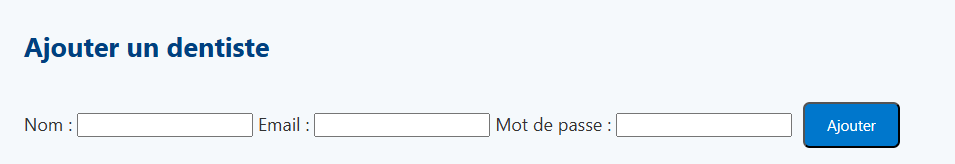 Ajouter un dentiste
Nom : Email : Mot de passe : Ajouter